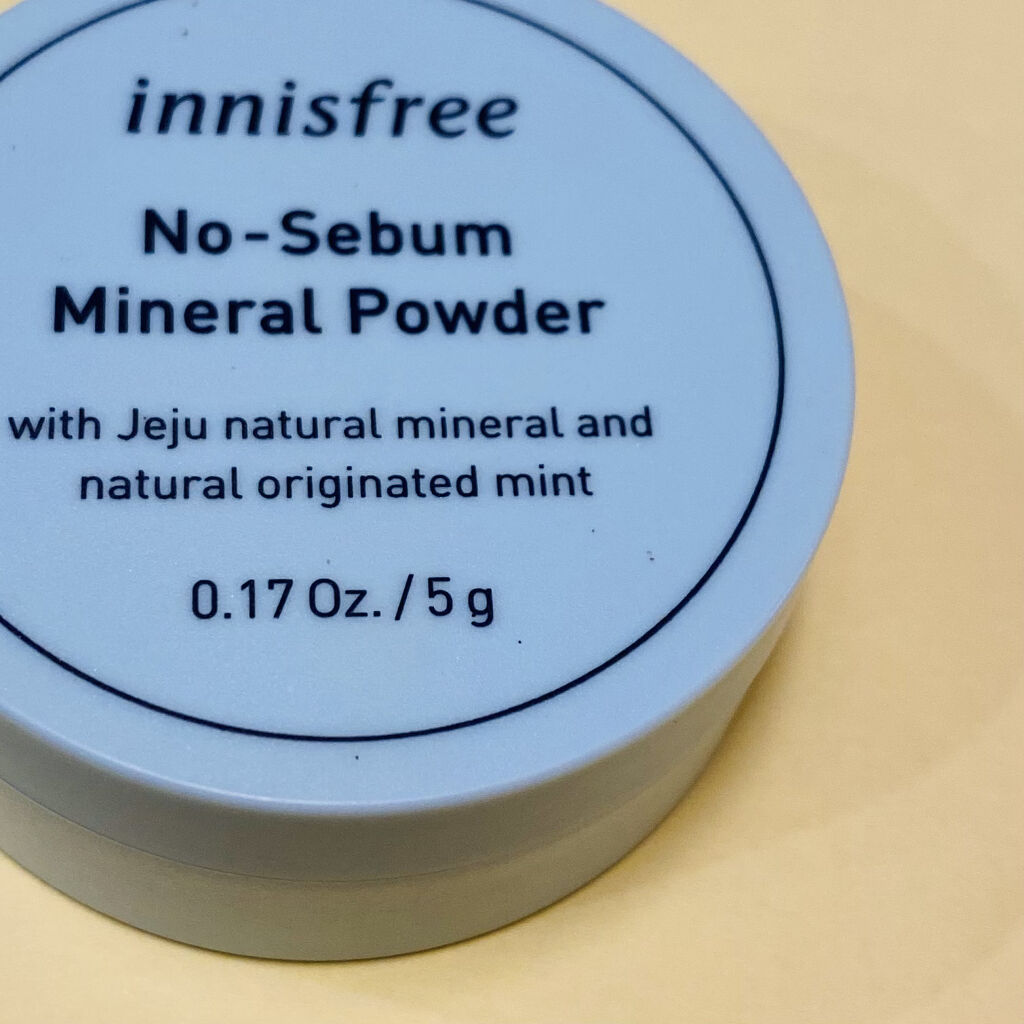 innisfree
No-Sebum
Mineral Powder
with Jeju natural mineral and
natural originated mint
0.17 Oz. / 5 g